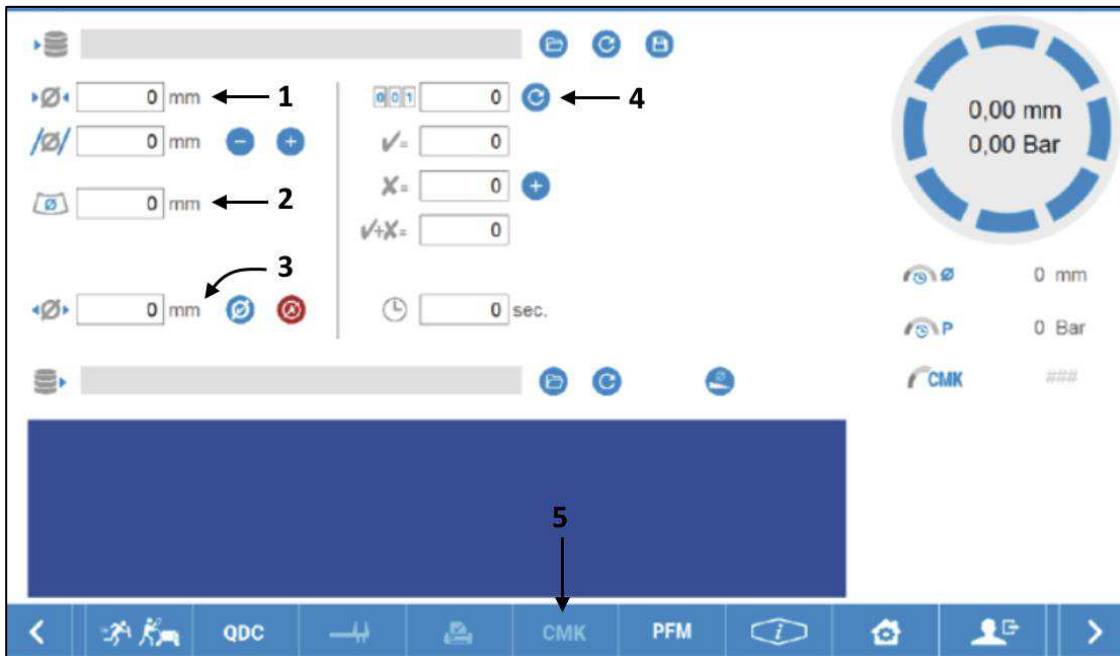 0 mm 1
0 mm - +
0 mm 2
3
0 mm
001 0 4
✓= 0
✗= 0 +
✓+✗= 0
0 sec.
0,00 mm
0,00 Bar
Ø 0 mm
P 0 Bar
CMK ###
5
QDC CMK PFM i